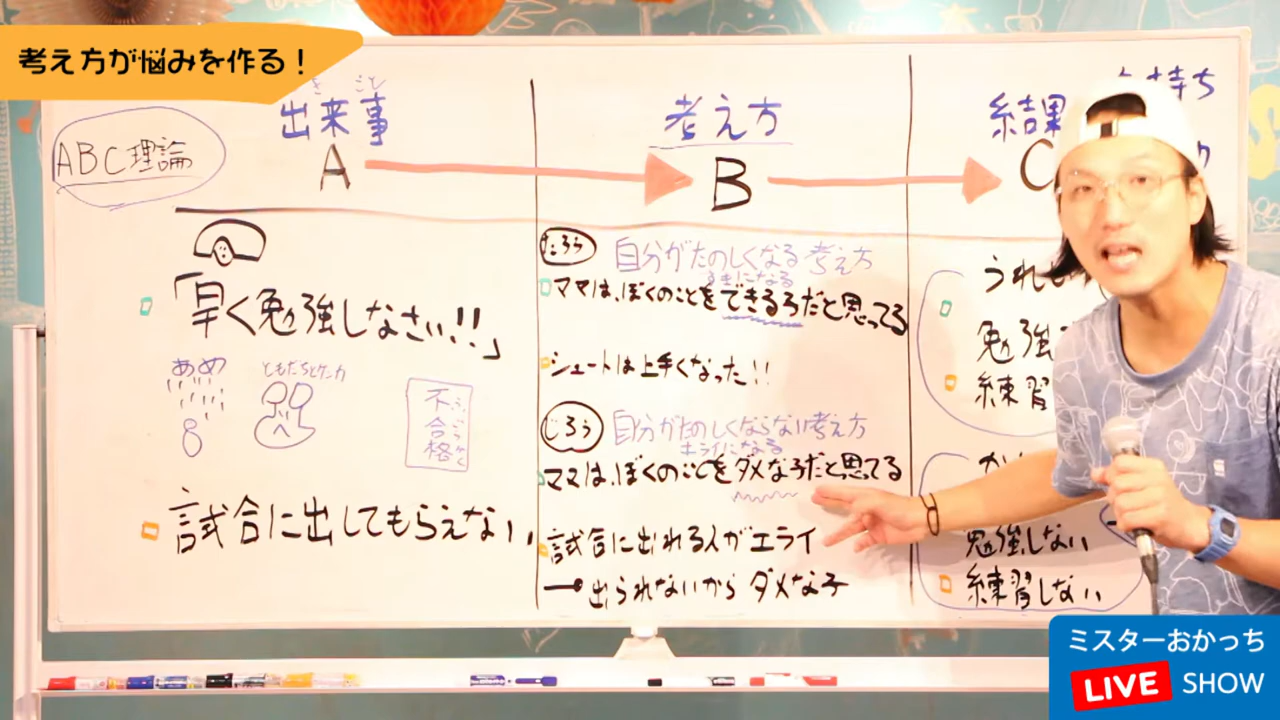 考え方が悩みを作る！
ABC理論
出来事
A
考え方
B
結果
持ち
C
「早く勉強しなさい!!」
あめ
ともだちとケンカ
不合格
試合に出してもらえない
たろう
自分がたのしくなる考え方
すきになる
ママは、ぼくのことをできる子だと思ってる
シュートは上手くなった!!
じろう
自分がたのしくならない考え方
キライになる
ママは、ぼくのことをダメな子だと思てる
試合に出れる人がエライ
→出られないから ダメな子
うれ
勉強
練習
勉強しない
練習しない
ミスターおかっち
LIVE SHOW